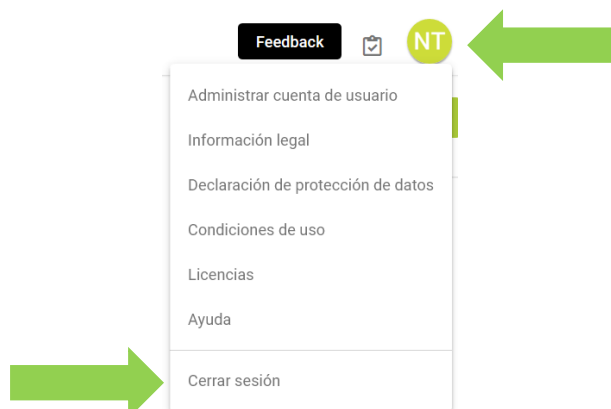 Feedback
NT
Administrar cuenta de usuario
Información legal
Declaración de protección de datos
Condiciones de uso
Licencias
Ayuda
Cerrar sesión